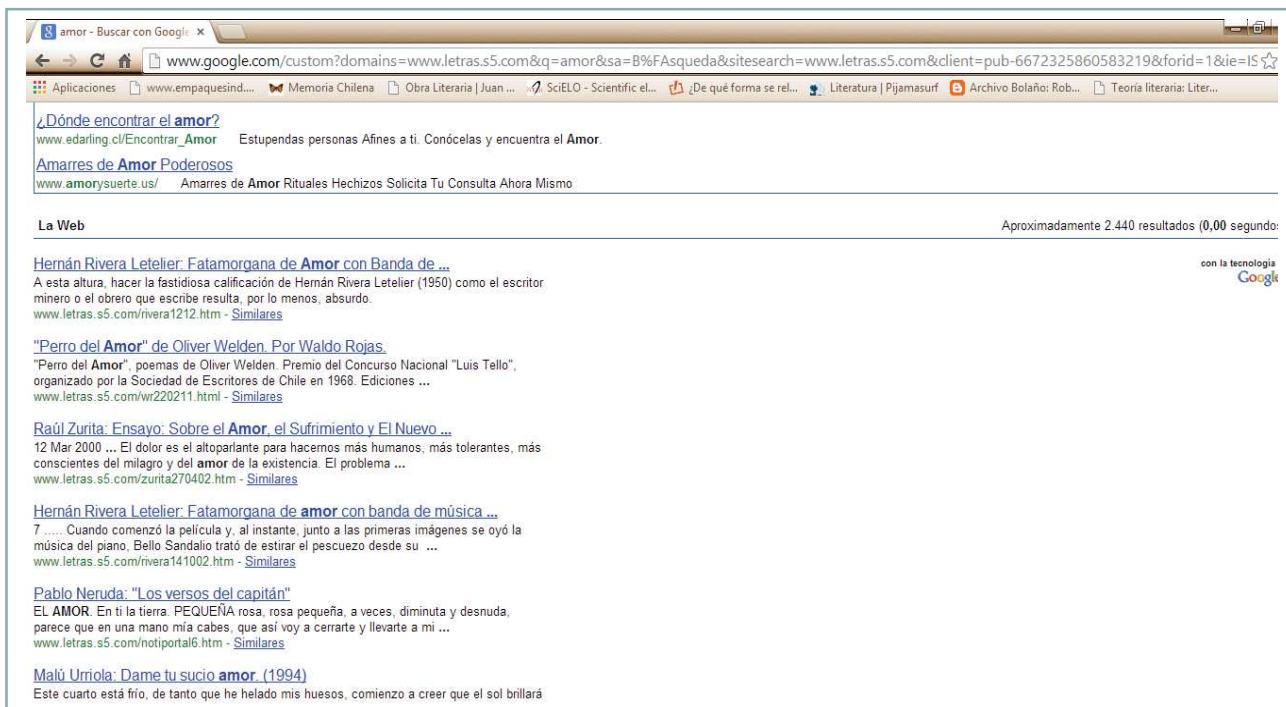 amor - Buscar con Google
www.google.com/custom?domains=www.letras.s5.com&q=amor&sa=B%FAsqueda&sitesearch=www.letras.s5.com&client=pub-6672325860583219&forid=1&ie=IS
Aplicaciones www.empaquesind.... Memoria Chilena Obra Literaria | Juan ... SciELO - Scientific el... ¿De qué forma se rel... Literatura | Pijamasurf Archivo Bolaño: Rob... Teoría literaria: Liter...
¿Dónde encontrar el amor?
www.edarling.cl/Encontrar_Amor Estupendas personas Afines a ti. Conócelas y encuentra el Amor.
Amarres de Amor Poderosos
www.amorysuerte.us/ Amarres de Amor Rituales Hechizos Solicita Tu Consulta Ahora Mismo
La Web Aproximadamente 2.440 resultados (0,00 segundos
Hernán Rivera Letelier: Fatamorgana de Amor con Banda de ...
con la tecnología
Google
A esta altura, hacer la fastidiosa calificación de Hernán Rivera Letelier (1950) como el escritor
minero o el obrero que escribe resulta, por lo menos, absurdo.
www.letras.s5.com/rivera1212.htm - Similares
"Perro del Amor" de Oliver Welden. Por Waldo Rojas.
"Perro del Amor", poemas de Oliver Welden. Premio del Concurso Nacional "Luis Tello",
organizado por la Sociedad de Escritores de Chile en 1968. Ediciones ...
www.letras.s5.com/wr220211.html - Similares
Raúl Zurita: Ensayo: Sobre el Amor, el Sufrimiento y El Nuevo ...
12 Mar 2000 ... El dolor es el altoparlante para hacernos más humanos, más tolerantes, más
conscientes del milagro y del amor de la existencia. El problema ...
www.letras.s5.com/zurita270402.htm - Similares
Hernán Rivera Letelier: Fatamorgana de amor con banda de música ...
7 ..... Cuando comenzó la película y, al instante, junto a las primeras imágenes se oyó la
música del piano, Bello Sandalio trató de estirar el pescuezo desde su ...
www.letras.s5.com/rivera141002.htm - Similares
Pablo Neruda: "Los versos del capitán"
EL AMOR. En ti la tierra. PEQUEÑA rosa, rosa pequeña, a veces, diminuta y desnuda,
parece que en una mano mía cabes, que así voy a cerrarte y llevarte a mi ...
www.letras.s5.com/notiportal6.htm - Similares
Malú Urriola: Dame tu sucio amor. (1994)
Este cuarto está frío, de tanto que he helado mis huesos, comienzo a creer que el sol brillará